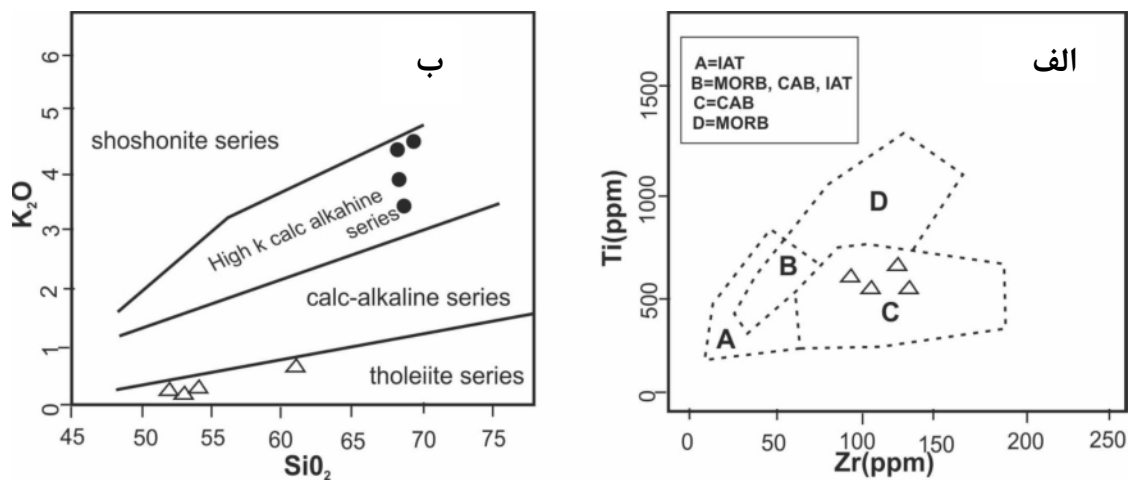 ب
6
5
4
3
2
1
0
K₂O
shoshonite series
High k calc alkahine
series
calc-alkaline series
tholeiite series
45 50 55 60 65 70 75
Si0₂
الف
A=IAT
B=MORB, CAB, IAT
C=CAB
D=MORB
1500
1000
500
0
Ti(ppm)
D
B
C
A
0 50 100 150 200 250
Zr(ppm)